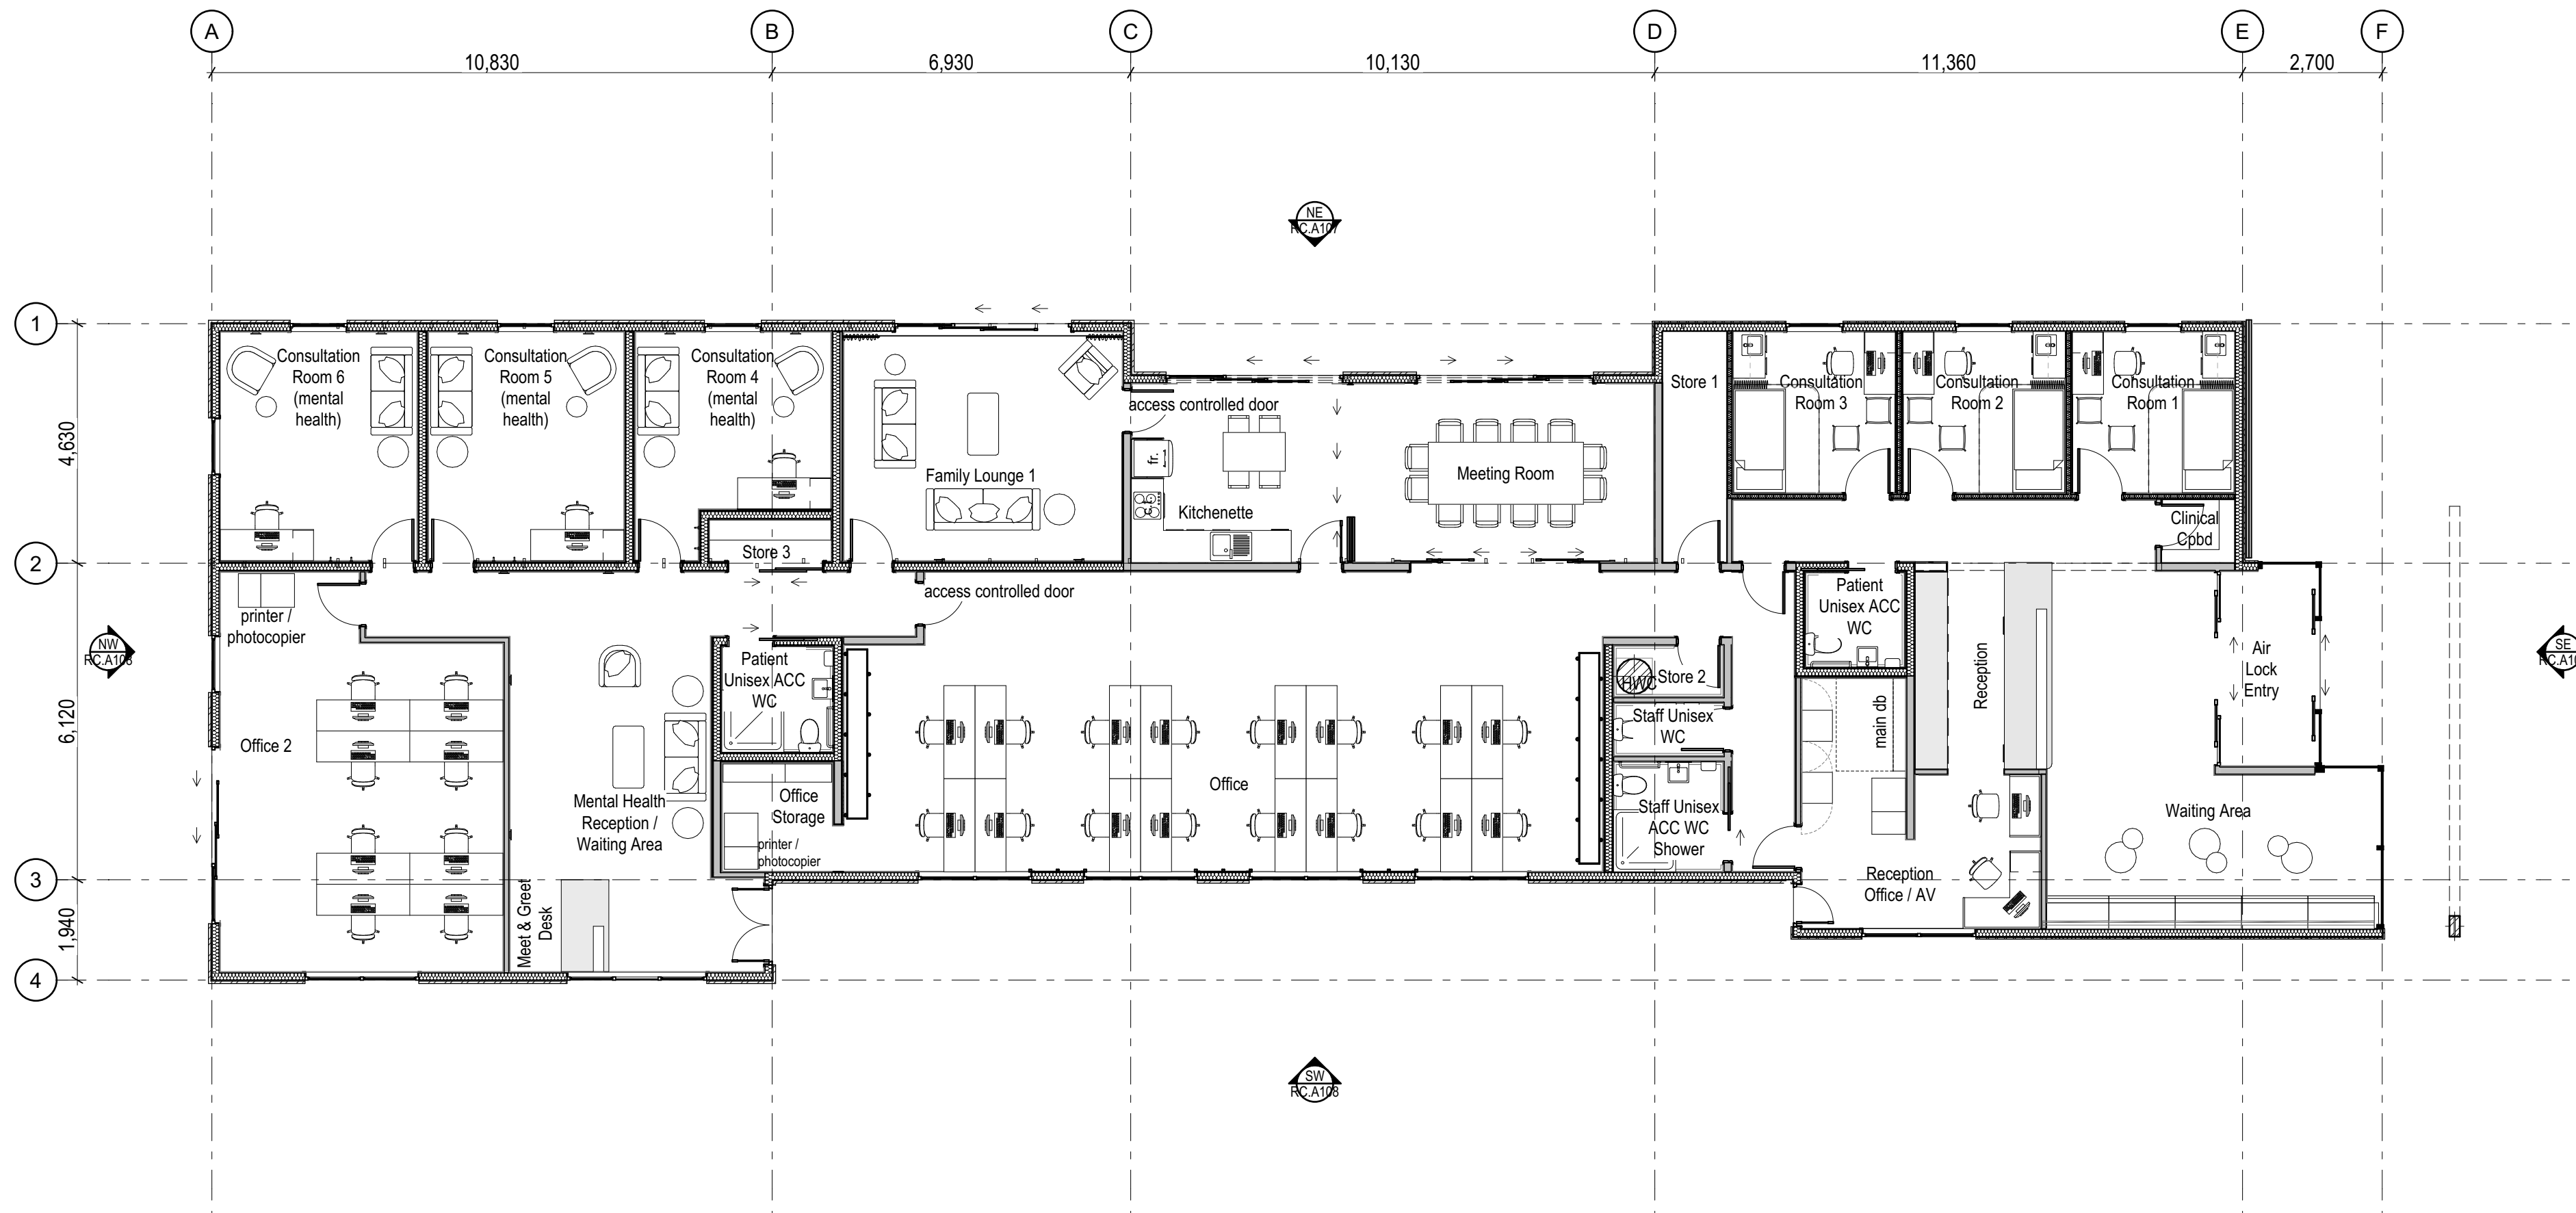 A
B
C
D
E
F
10,830
6,930
10,130
11,360
2,700
NE
RC.A107
1
2
3
4
4,630
6,120
1,940
Consultation
Room 6
(mental
health)
Consultation
Room 5
(mental
health)
Consultation
Room 4
(mental
health)
Store 3
Family Lounge 1
access controlled door
fr.
Kitchenette
Meeting Room
Store 1
Consultation
Room 3
Consultation
Room 2
Consultation
Room 1
Clinical
Cpbd
printer /
photocopier
access controlled door
NW
Office 2
Mental Health
Reception /
Waiting Area
Meet & Greet
Desk
Patient
Unisex ACC
WC
Office
Storage
printer /
photocopier
Office
HWC
Store 2
Staff Unisex
WC
Staff Unisex
ACC WC
Shower
Patient
Unisex ACC
WC
main db
Reception
Reception
Office / AV
Air
Lock
Entry
Waiting Area
SE
SW
RC.A108